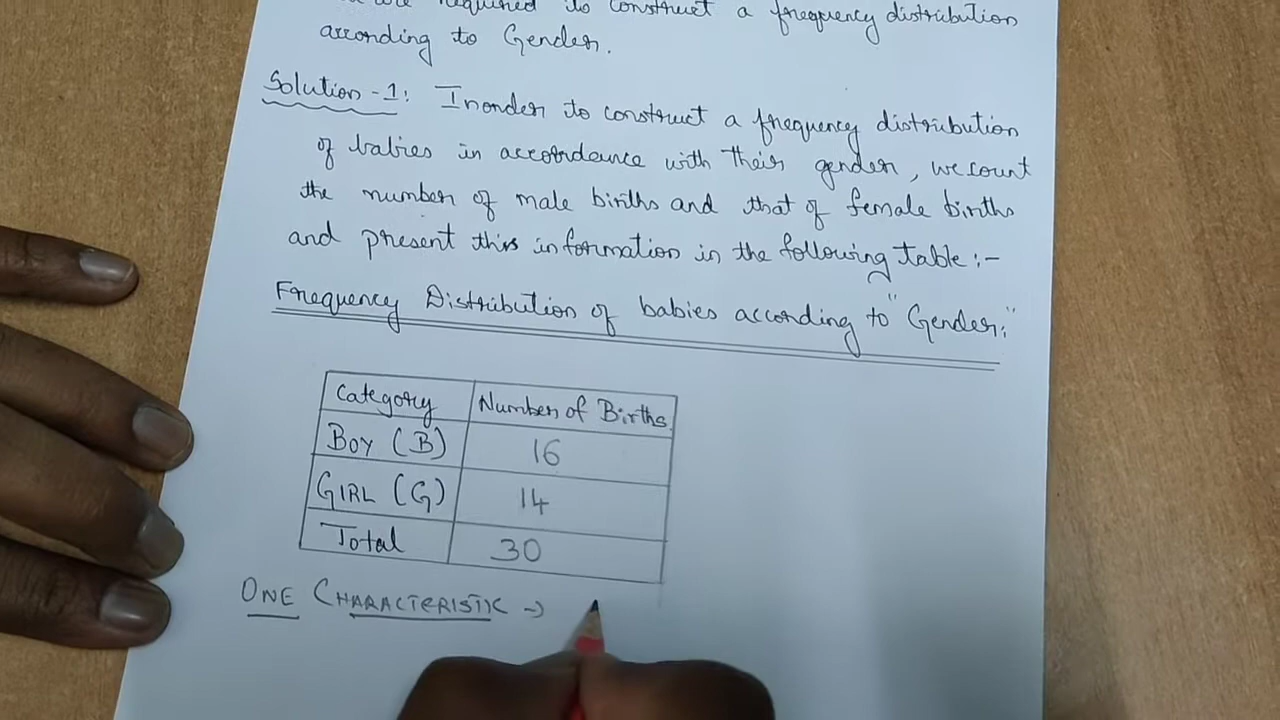 are required to construct a frequency distribution
according to Gender.
Solution-1: Inorder to construct a frequency distribution
of babies in accordance with their gender, we count
the number of male births and that of female births
and present this information in the following table:-
Frequency Distribution of babies according to "Gender:"
Category Number of Births
BOY (B) 16
GIRL (G) 14
Total 30
ONE CHARACTERISTIC →